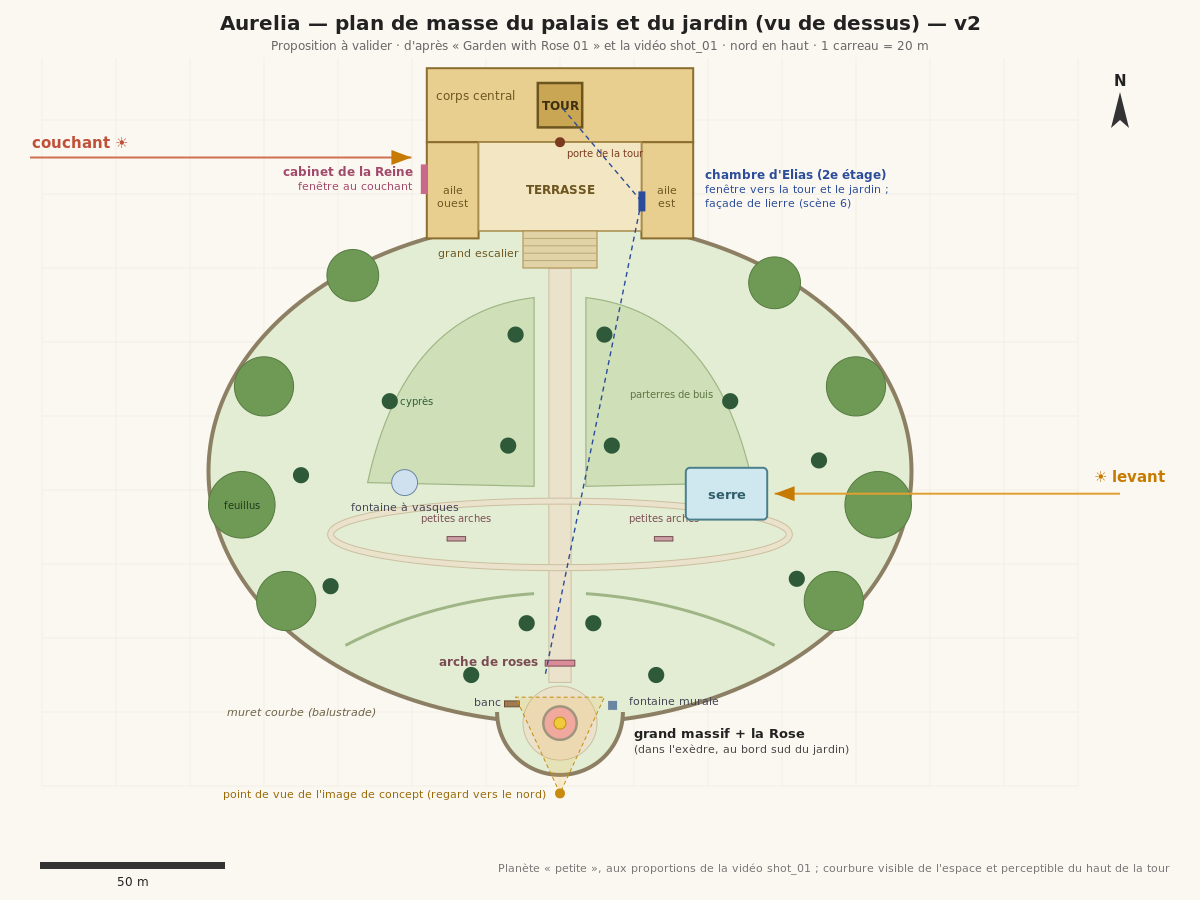 Aurelia — plan de masse du palais et du jardin (vu de dessus) — v2
Proposition à valider · d'après « Garden with Rose 01 » et la vidéo shot_01 · nord en haut · 1 carreau = 20 m
N
corps central
TOUR
couchant ☀
porte de la tour
cabinet de la Reine
fenêtre au couchant
chambre d'Elias (2e étage)
fenêtre vers la tour et le jardin ;
façade de lierre (scène 6)
aile
ouest
TERRASSE
aile
est
grand escalier
parterres de buis
cyprès
☀ levant
serre
feuillus
fontaine à vasques
petites arches
petites arches
arche de roses
banc
fontaine murale
muret courbe (balustrade)
grand massif + la Rose
(dans l'exèdre, au bord sud du jardin)
point de vue de l'image de concept (regard vers le nord)
50 m
Planète « petite », aux proportions de la vidéo shot_01 ; courbure visible de l'espace et perceptible du haut de la tour